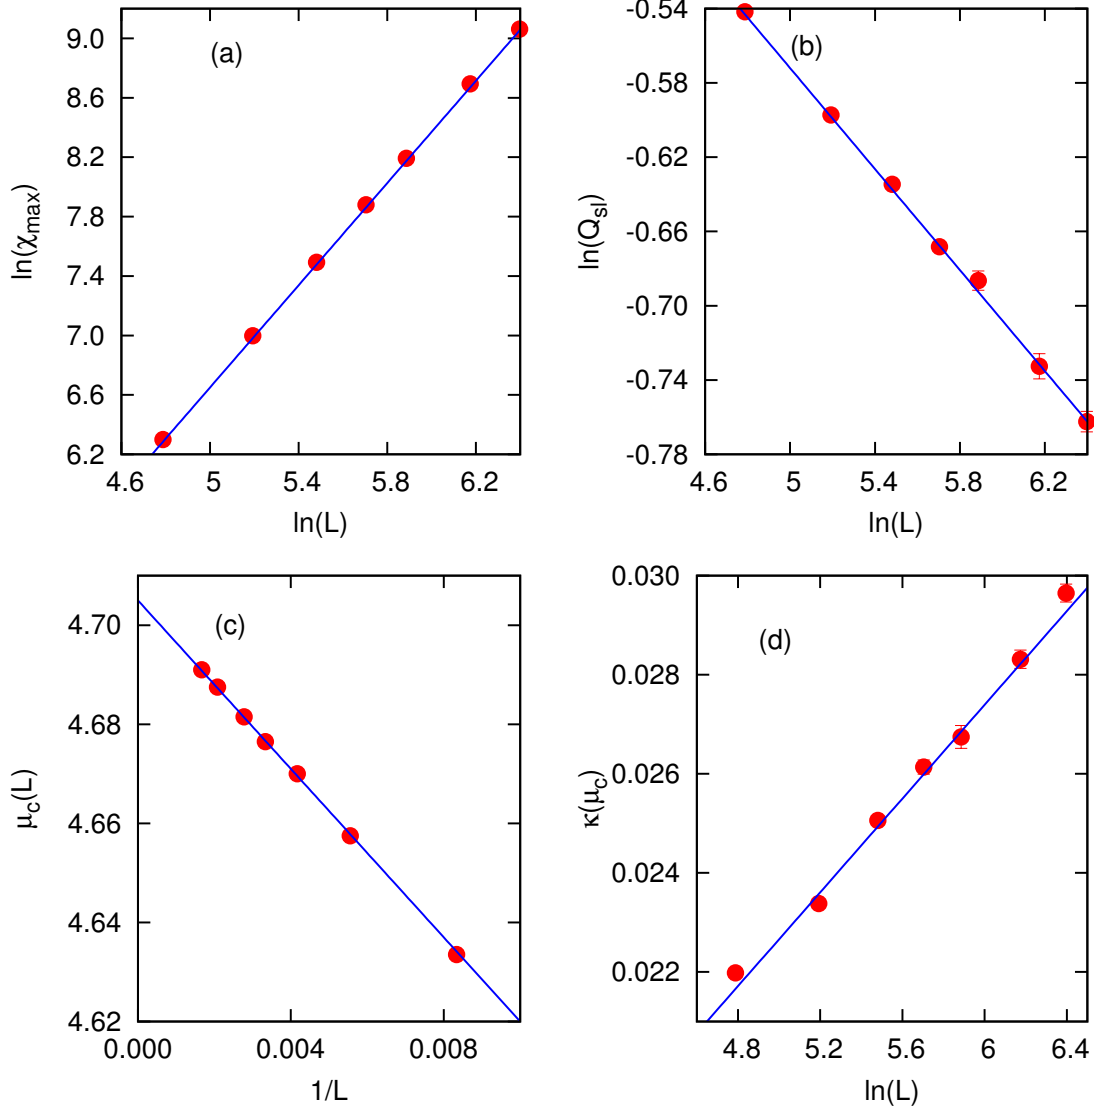 (a)
ln(χmax)
9.0
8.6
8.2
7.8
7.4
7.0
6.6
6.2
4.6 5 5.4 5.8 6.2
ln(L)
(b)
ln(Qsl)
-0.54
-0.58
-0.62
-0.66
-0.70
-0.74
-0.78
4.6 5 5.4 5.8 6.2
ln(L)
(c)
μc(L)
4.70
4.68
4.66
4.64
4.62
0.000 0.004 0.008
1/L
(d)
κ(μc)
0.030
0.028
0.026
0.024
0.022
4.8 5.2 5.6 6 6.4
ln(L)